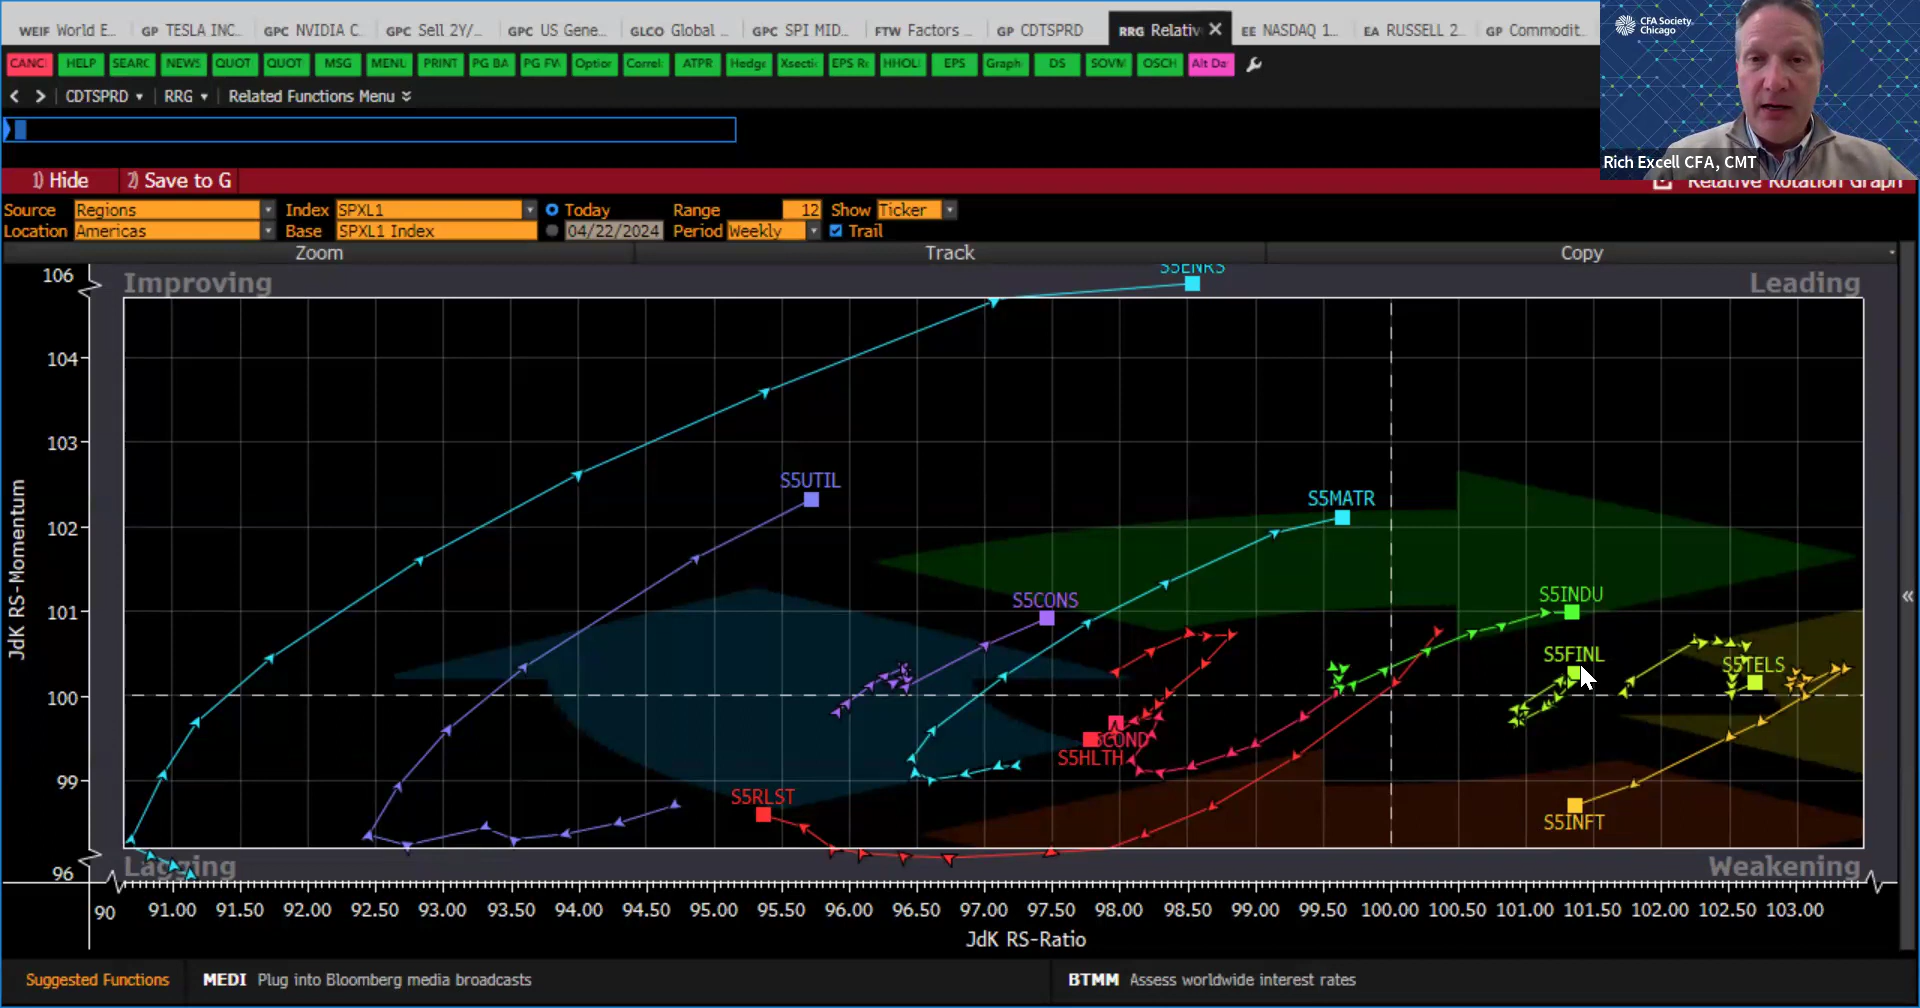 WEIF World E...
GP TESLA INC...
GPC NVIDIA C...
GPC Sell 2Y/...
GPC US Gene...
GLCO Global ...
GPC SPI MID...
FTW Factors ...
GP CDTSPRD
RRG Relativ
EE NASDAQ 1...
EA RUSSELL 2...
GP Commodit...
CFA Society
Chicago
CANC HELP SEARC NEWS QUOT QUOT MSG MENU PRINT PG BA PG FV Option Correl ATPR Hedge Xsecti EPS Re HHOL EPS Graph DS SOVM OSCH Alt Da
CDTSPRD RRG Related Functions Menu
Rich Excell CFA, CMT
1) Hide 2) Save to G Relative Rotation Graph
Source Regions Index SPXL1 Today Range 12 Show Ticker
Location Americas Base SPXL1 Index 04/22/2024 Period Weekly Trail
Zoom Track Copy
Improving
Leading
S5ENRS
S5UTIL
S5MATR
S5CONS
S5INDU
S5FINL
S5TELS
S5COND
S5HLTH
S5RLST
S5INFT
Lagging
Weakening
JdK RS-Momentum
106
104
103
102
101
100
99
96
90 91.00 91.50 92.00 92.50 93.00 93.50 94.00 94.50 95.00 95.50 96.00 96.50 97.00 97.50 98.00 98.50 99.00 99.50 100.00 100.50 101.00 101.50 102.00 102.50 103.00
JdK RS-Ratio
Suggested Functions MEDI Plug into Bloomberg media broadcasts BTMM Assess worldwide interest rates